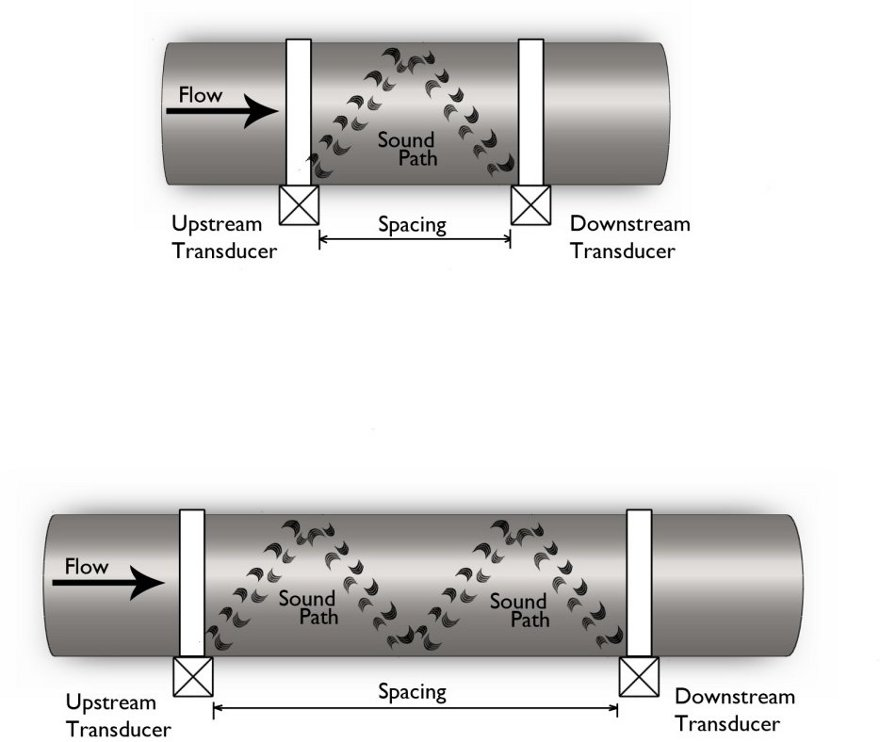 Flow
Sound
Path
Upstream
Transducer
Spacing
Downstream
Transducer
Flow
Sound
Path
Sound
Path
Upstream
Transducer
Spacing
Downstream
Transducer